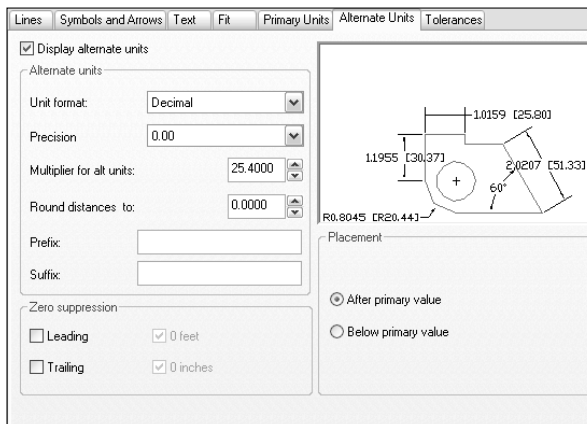 Lines Symbols and Arrows Text Fit Primary Units Alternate Units Tolerances
Display alternate units
Alternate units
Unit format: Decimal
Precision 0.00
Multiplier for alt units: 25.4000
Round distances to: 0.0000
Prefix:
Suffix:
Zero suppression
Leading 0 feet
Trailing 0 inches
1.0159 [25.80]
1.1955 [30.37]
2.0207 [51.33]
60°
R0.8045 [R20.44]
Placement
After primary value
Below primary value